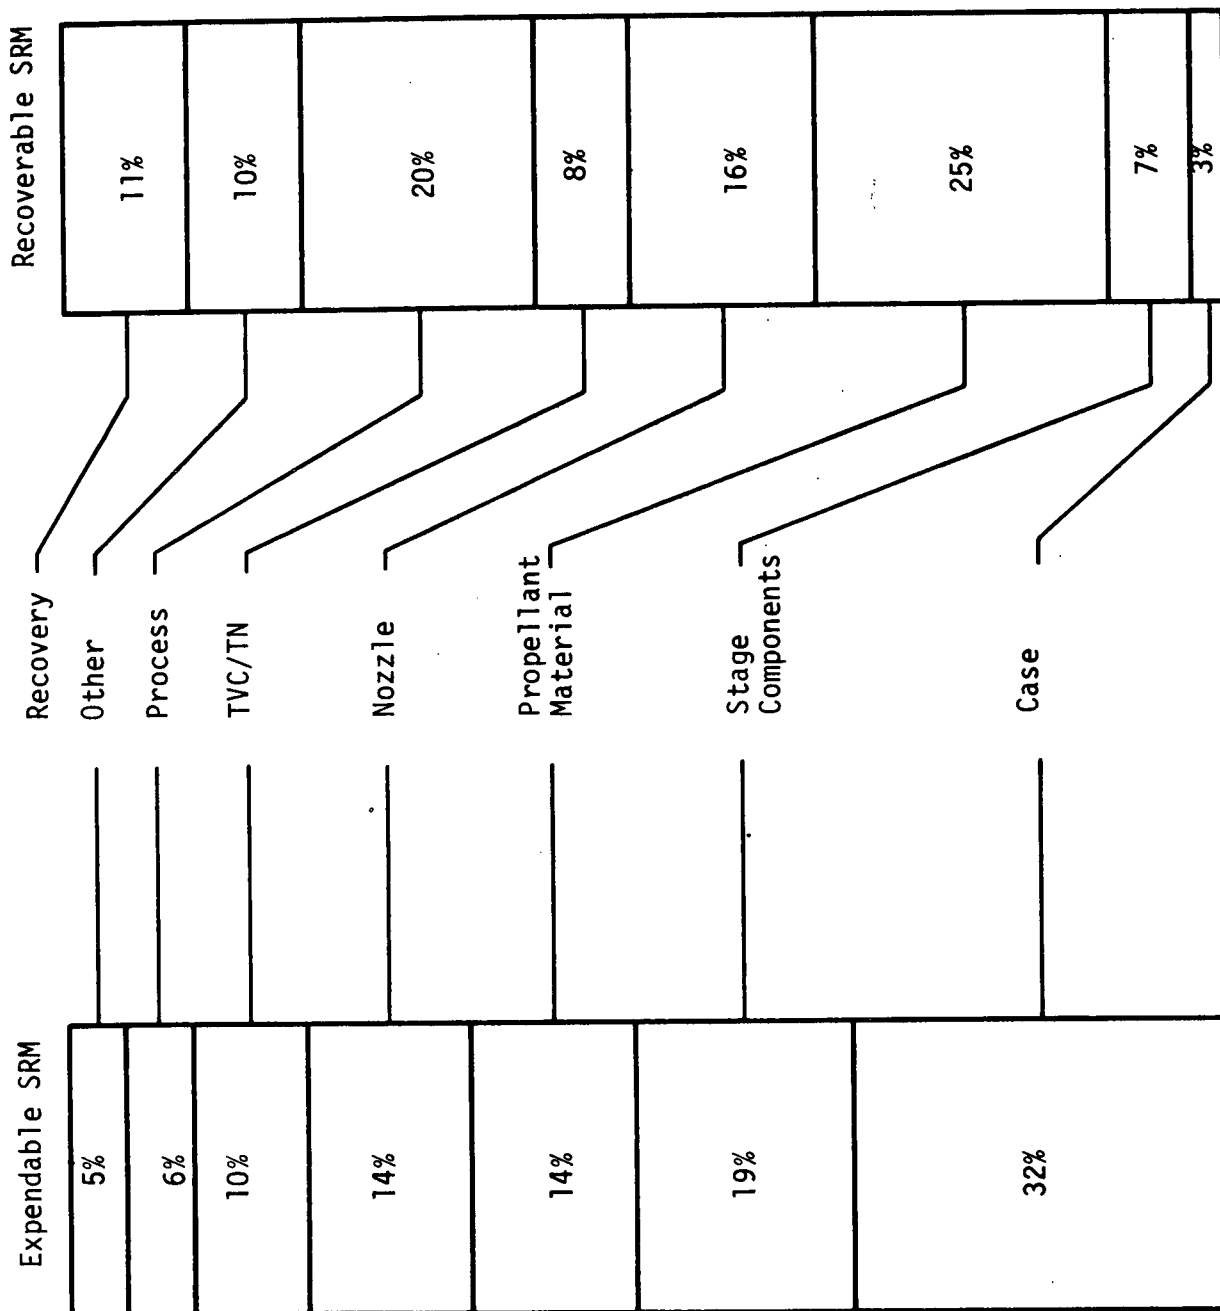 Expendable SRM
5%
6%
10%
14%
14%
19%
32%
Recovery
Other
Process
TVC/TN
Nozzle
Propellant
Material
Stage
Components
Case
Recoverable SRM
11%
10%
20%
8%
16%
25%
7%
3%